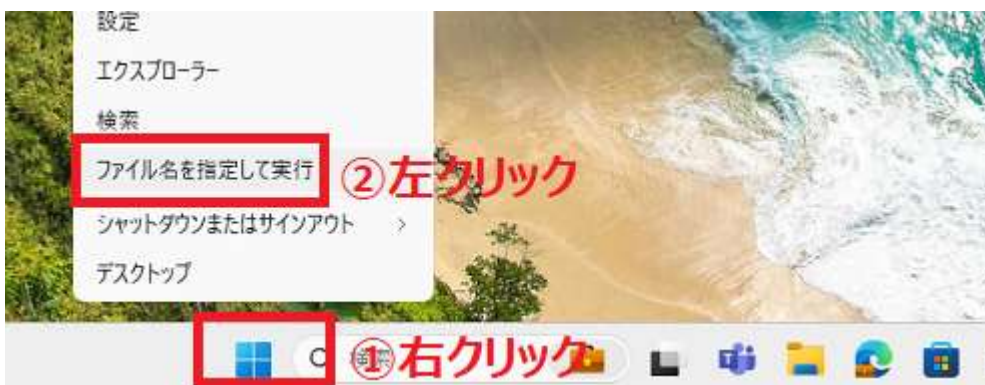 設定
エクスプローラー
検索
ファイル名を指定して実行
②左クリック
シャットダウンまたはサインアウト
デスクトップ
検索
①右クリック